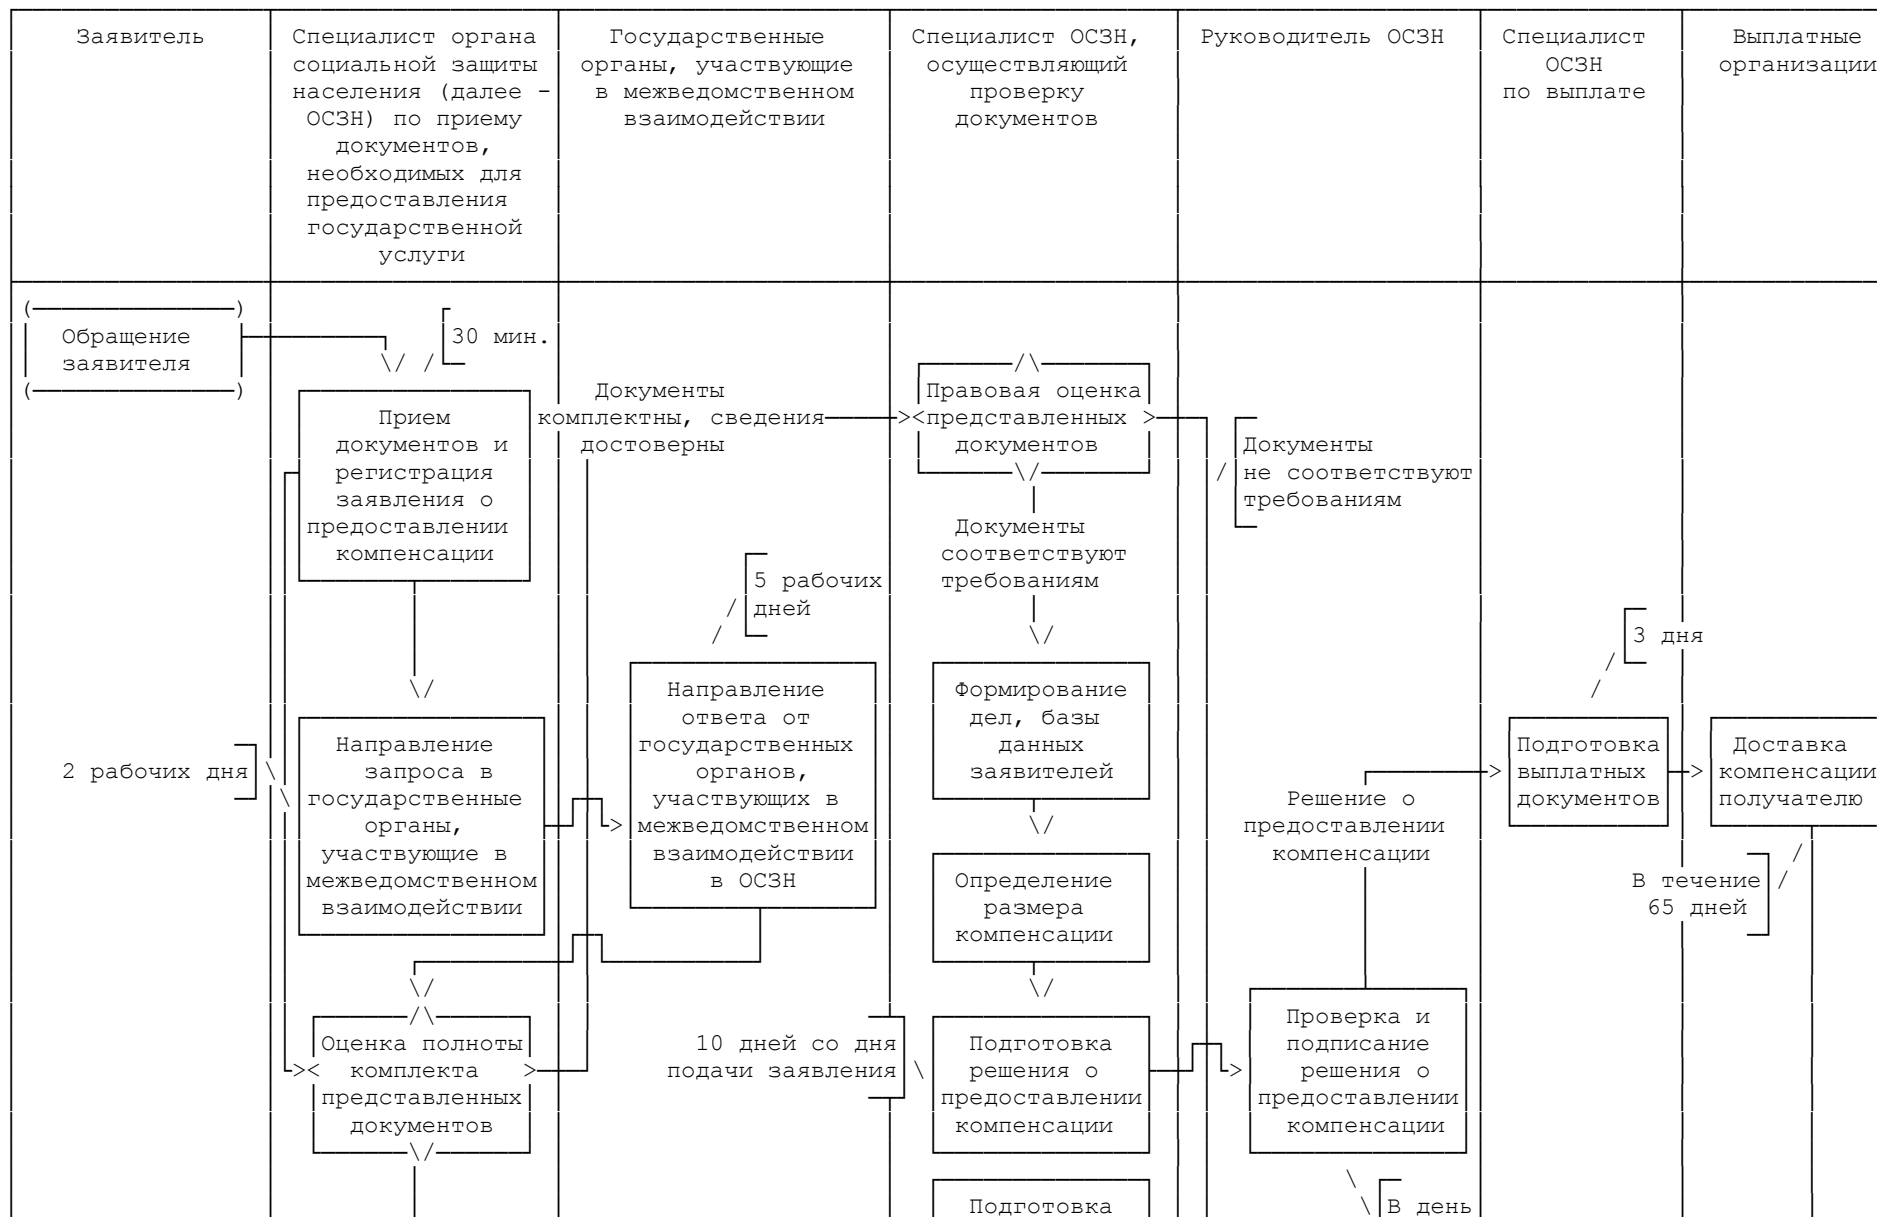 Заявитель
Специалист органа
социальной защиты
населения (далее -
ОСЗН) по приему
документов,
необходимых для
предоставления
государственной
услуги
Государственные
органы, участвующие
в межведомственном
взаимодействии
Специалист ОСЗН,
осуществляющий
проверку
документов
Руководитель ОСЗН
Специалист
ОСЗН
по выплате
Выплатные
организации
Обращение
заявителя
30 мин.
Прием
документов и
регистрация
заявления о
предоставлении
компенсации
Документы
комплектны, сведения
достоверны
Правовая оценка
представленных
документов
Документы
не соответствуют
требованиям
Документы
соответствуют
требованиям
5 рабочих
дней
3 дня
2 рабочих дня
Направление
запроса в
государственные
органы,
участвующие в
межведомственном
взаимодействии
Направление
ответа от
государственных
органов,
участвующих в
межведомственном
взаимодействии
в ОСЗН
Формирование
дел, базы
данных
заявителей
Решение о
предоставлении
компенсации
Подготовка
выплатных
документов
Доставка
компенсации
получателю
В течение
65 дней
Определение
размера
компенсации
Оценка полноты
комплекта
представленных
документов
10 дней со дня
подачи заявления
Подготовка
решения о
предоставлении
компенсации
Проверка и
подписание
решения о
предоставлении
компенсации
Подготовка
В день